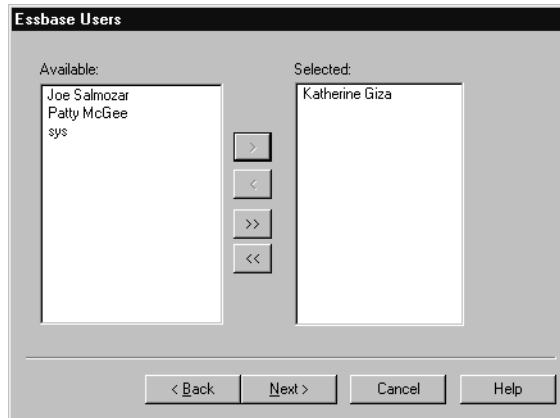 Essbase Users
Available:
Selected:
Joe Salmozar
Patty McGee
sys
Katherine Giza
>
<
>>
<<
< Back
Next >
Cancel
Help